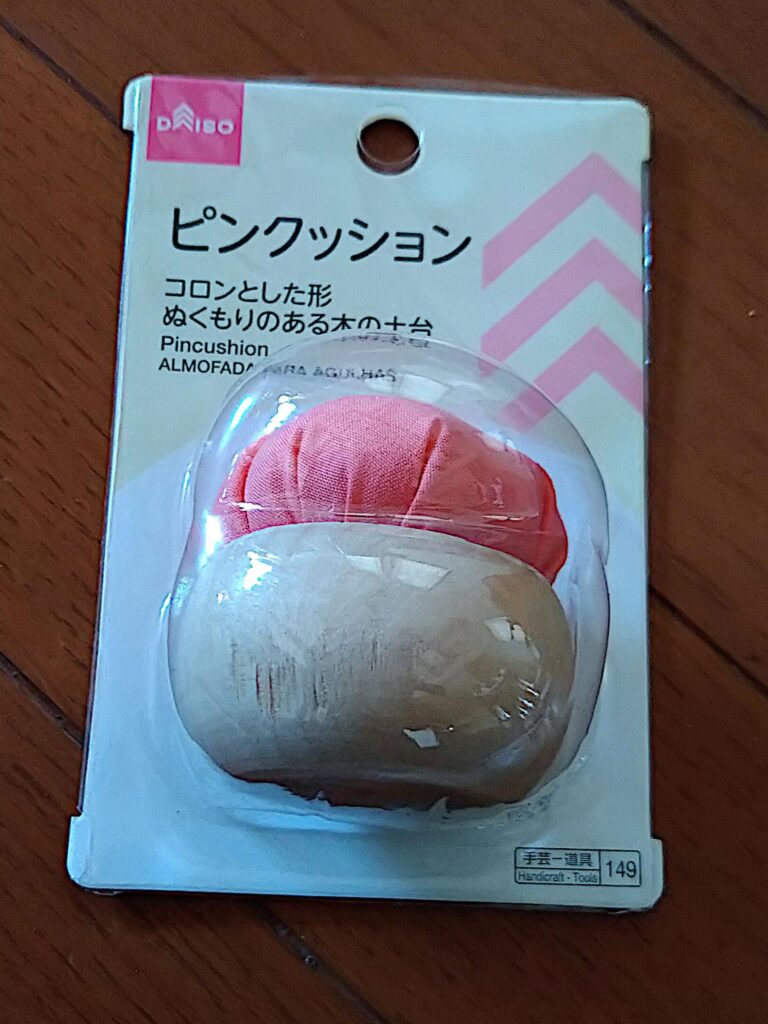 DAISO
ピンクッション
コロンとした形
ぬくもりのある木の土台
Pincushion
ALMOFADA PARA AGULHAS
手芸ー道具
Handicraft - Tools
149